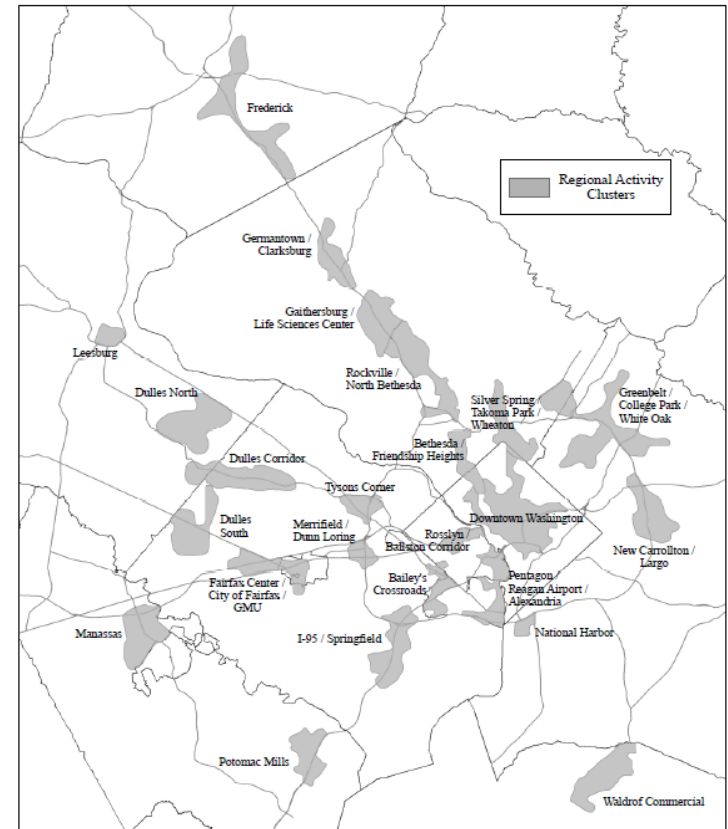 Frederick
Regional Activity
Clusters
Germantown /
Clarksburg
Gaithersburg /
Life Sciences Center
Leesburg
Rockville /
North Bethesda
Dulles North
Silver Spring /
Takoma Park /
Wheaton
Greenbelt /
College Park /
White Oak
Bethesda /
Friendship Heights
Dulles Corridor
Tysons Corner
Dulles
South
Merrifield /
Dunn Loring
Rosslyn /
Ballston Corridor
Downtown Washington
New Carrollton /
Largo
Fairfax Center /
City of Fairfax /
GMU
Bailey's
Crossroads
Pentagon /
Reagan Airport /
Alexandria
Manassas
I-95 / Springfield
National Harbor
Potomac Mills
Waldrof Commercial